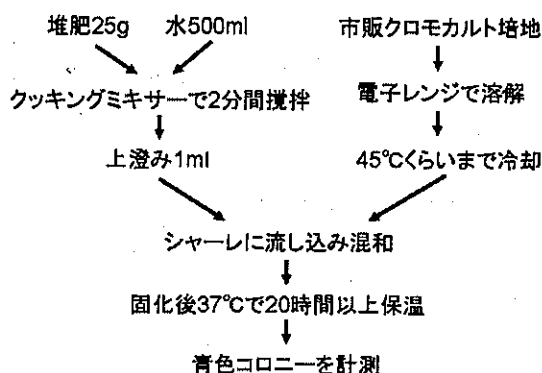 堆肥25g 水500ml 市販クロモカルト培地
クッキングミキサーで2分間攪拌 電子レンジで溶解
上澄み1ml 45℃くらいまで冷却
シャーレに流し込み混和
固化後37℃で20時間以上保温
青色コロニーを計測